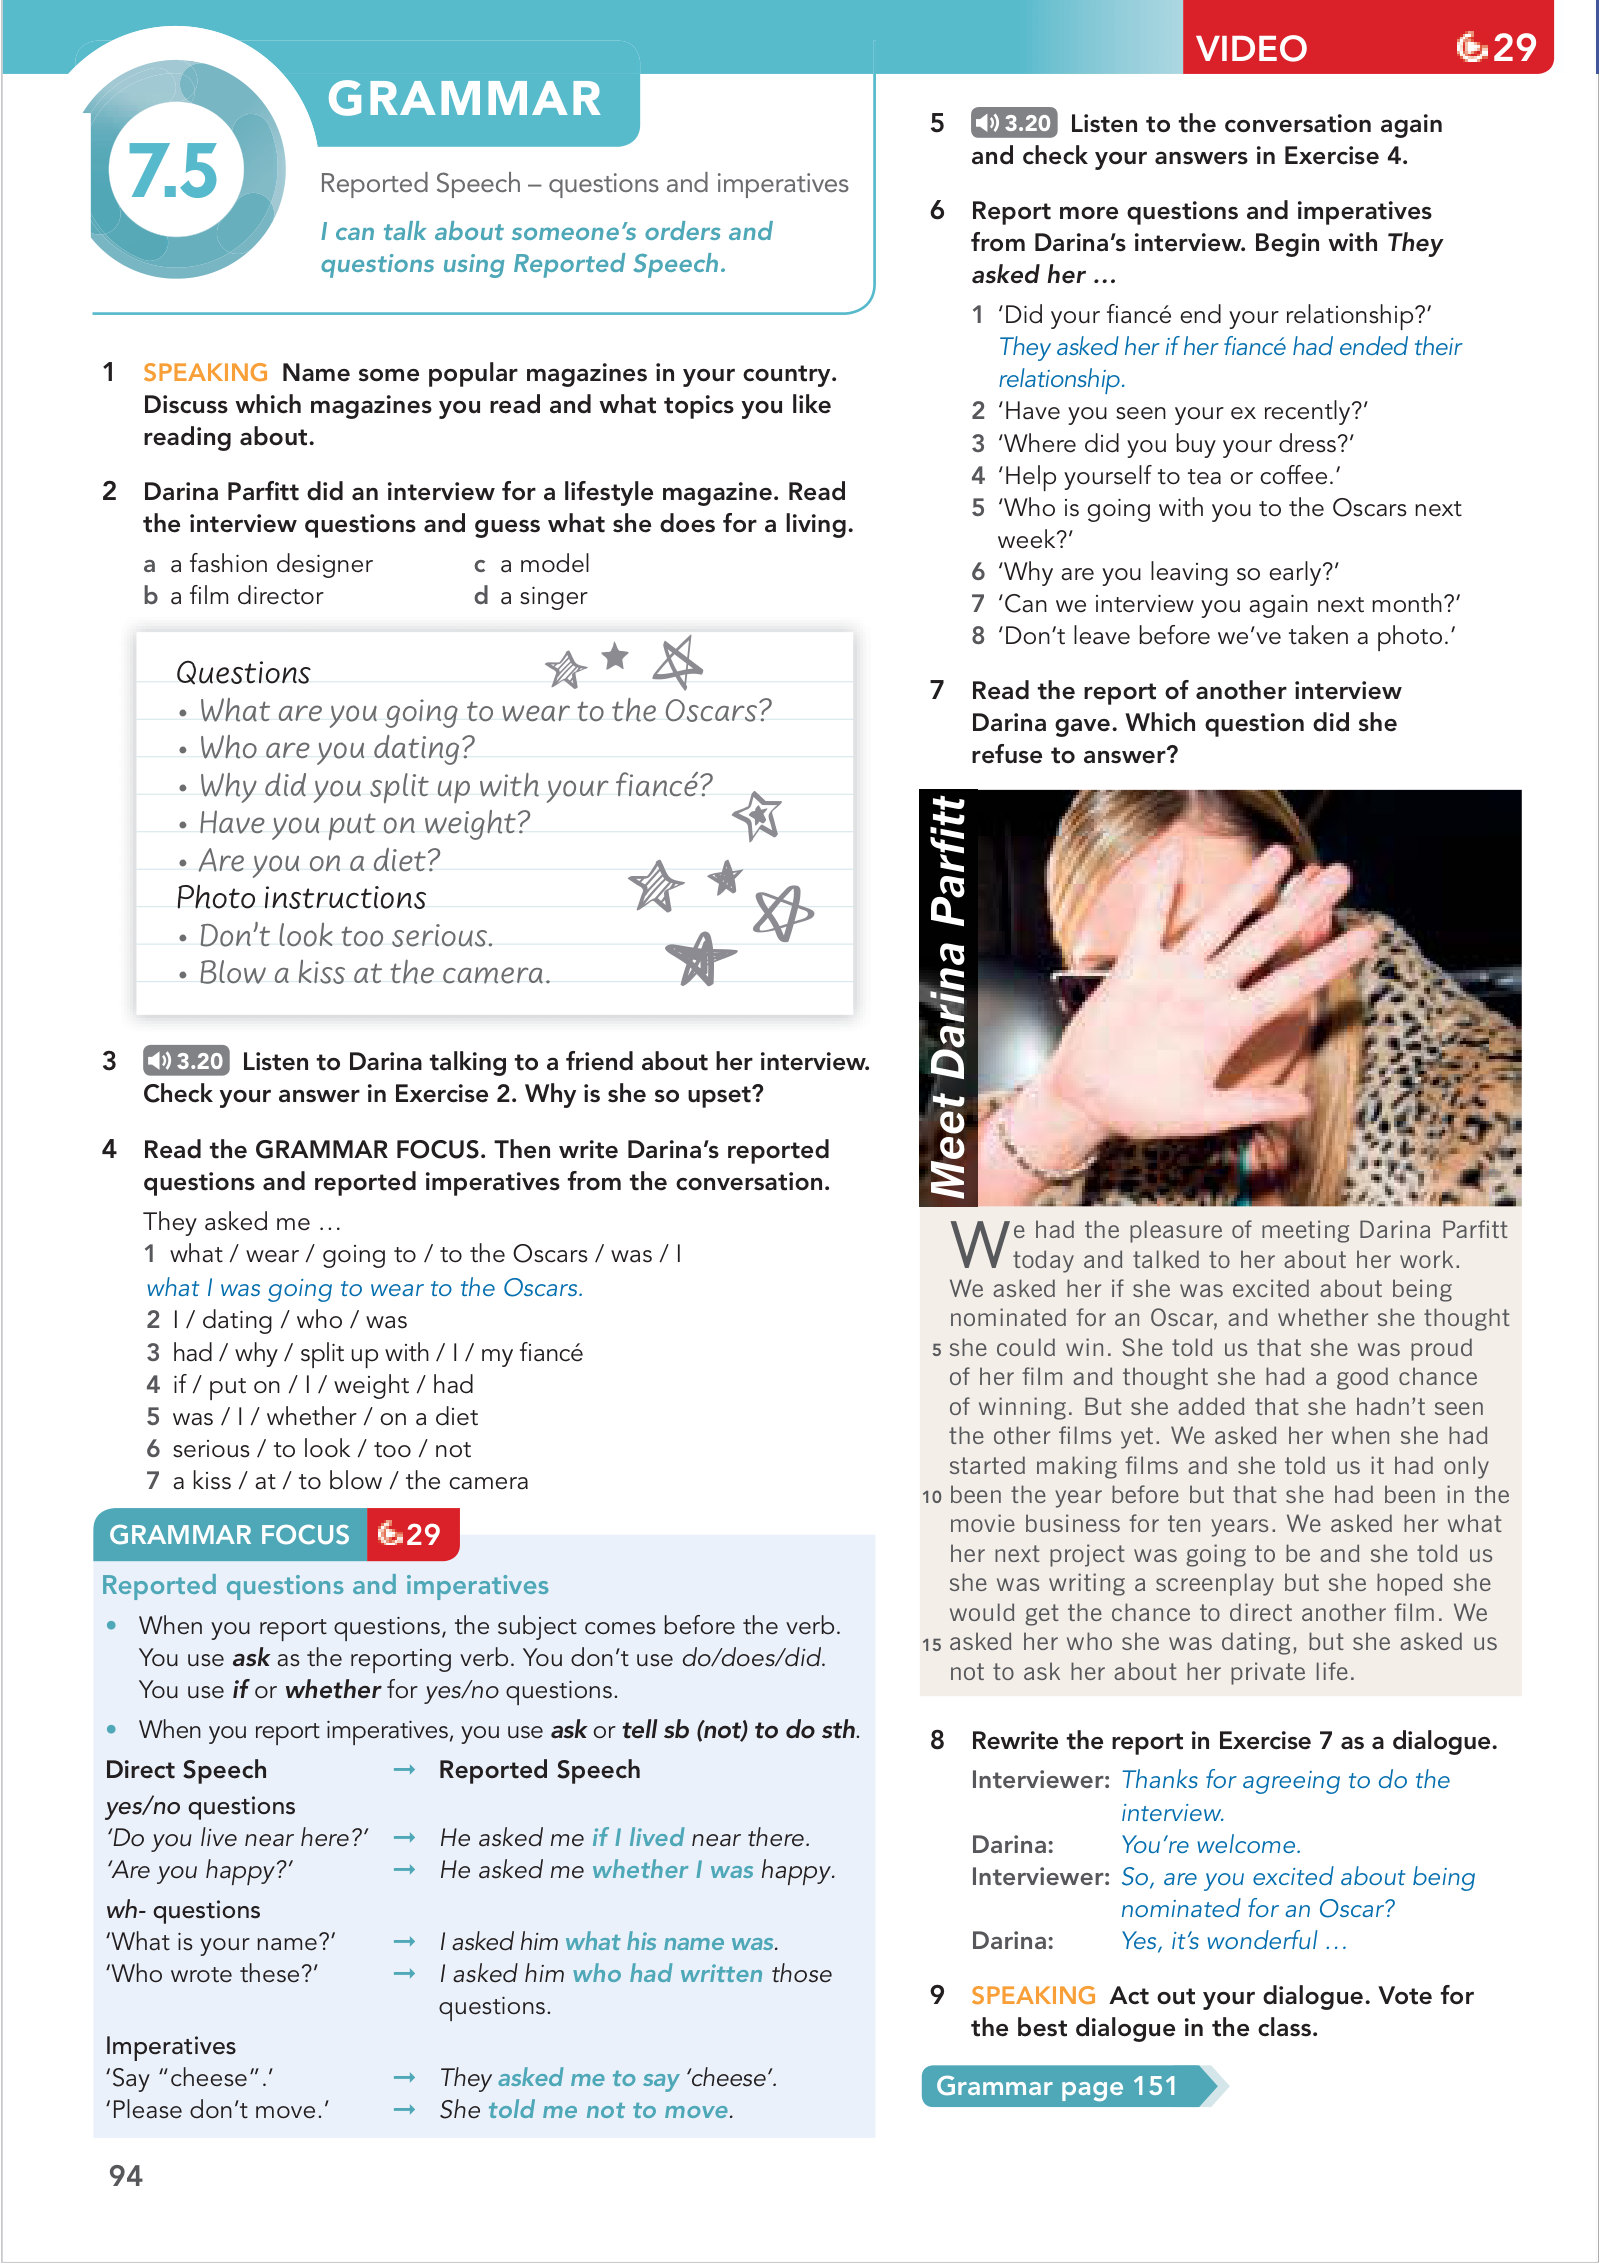 VIDEO 29
GRAMMAR
7.5
Reported Speech – questions and imperatives
I can talk about someone's orders and
questions using Reported Speech.
1 SPEAKING Name some popular magazines in your country.
Discuss which magazines you read and what topics you like
reading about.
2 Darina Parfitt did an interview for a lifestyle magazine. Read
the interview questions and guess what she does for a living.
a a fashion designer c a model
b a film director d a singer
Questions
• What are you going to wear to the Oscars?
• Who are you dating?
• Why did you split up with your fiancé?
• Have you put on weight?
• Are you on a diet?
Photo instructions
• Don't look too serious.
• Blow a kiss at the camera.
3 3.20 Listen to Darina talking to a friend about her interview.
Check your answer in Exercise 2. Why is she so upset?
4 Read the GRAMMAR FOCUS. Then write Darina's reported
questions and reported imperatives from the conversation.
They asked me …
1 what / wear / going to / to the Oscars / was / I
what I was going to wear to the Oscars.
2 I / dating / who / was
3 had / why / split up with / I / my fiancé
4 if / put on / I / weight / had
5 was / I / whether / on a diet
6 serious / to look / too / not
7 a kiss / at / to blow / the camera
GRAMMAR FOCUS 29
Reported questions and imperatives
• When you report questions, the subject comes before the verb.
You use ask as the reporting verb. You don't use do/does/did.
You use if or whether for yes/no questions.
• When you report imperatives, you use ask or tell sb (not) to do sth.
Direct Speech → Reported Speech
yes/no questions
‘Do you live near here?’ → He asked me if I lived near there.
‘Are you happy?’ → He asked me whether I was happy.
wh- questions
‘What is your name?’ → I asked him what his name was.
‘Who wrote these?’ → I asked him who had written those
questions.
Imperatives
‘Say “cheese”.’ → They asked me to say ‘cheese’.
‘Please don't move.’ → She told me not to move.
94
5 3.20 Listen to the conversation again
and check your answers in Exercise 4.
6 Report more questions and imperatives
from Darina's interview. Begin with They
asked her …
1 ‘Did your fiancé end your relationship?’
They asked her if her fiancé had ended their
relationship.
2 ‘Have you seen your ex recently?’
3 ‘Where did you buy your dress?’
4 ‘Help yourself to tea or coffee.’
5 ‘Who is going with you to the Oscars next
week?’
6 ‘Why are you leaving so early?’
7 ‘Can we interview you again next month?’
8 ‘Don't leave before we've taken a photo.’
7 Read the report of another interview
Darina gave. Which question did she
refuse to answer?
Meet Darina Parfitt
We had the pleasure of meeting Darina Parfitt
today and talked to her about her work.
We asked her if she was excited about being
nominated for an Oscar, and whether she thought
5 she could win. She told us that she was proud
of her film and thought she had a good chance
of winning. But she added that she hadn't seen
the other films yet. We asked her when she had
started making films and she told us it had only
10 been the year before but that she had been in the
movie business for ten years. We asked her what
her next project was going to be and she told us
she was writing a screenplay but she hoped she
would get the chance to direct another film. We
15 asked her who she was dating, but she asked us
not to ask her about her private life.
8 Rewrite the report in Exercise 7 as a dialogue.
Interviewer: Thanks for agreeing to do the
interview.
Darina: You're welcome.
Interviewer: So, are you excited about being
nominated for an Oscar?
Darina: Yes, it's wonderful …
9 SPEAKING Act out your dialogue. Vote for
the best dialogue in the class.
Grammar page 151